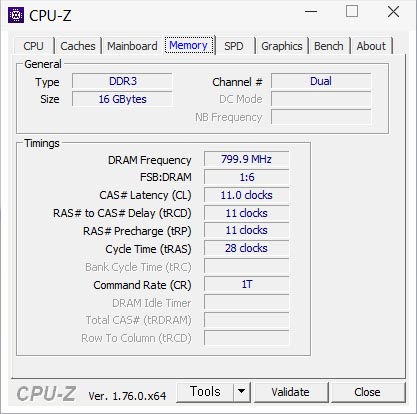 CPU-Z
CPU Caches Mainboard Memory SPD Graphics Bench About
General
Type DDR3 Channel # Dual
Size 16 GBytes DC Mode
NB Frequency
Timings
DRAM Frequency 799.9 MHz
FSB:DRAM 1:6
CAS# Latency (CL) 11.0 clocks
RAS# to CAS# Delay (tRCD) 11 clocks
RAS# Precharge (tRP) 11 clocks
Cycle Time (tRAS) 28 clocks
Bank Cycle Time (tRC)
Command Rate (CR) 1T
DRAM Idle Timer
Total CAS# (tRDRAM)
Row To Column (tRCD)
CPU-Z Ver. 1.76.0.x64 Tools Validate Close